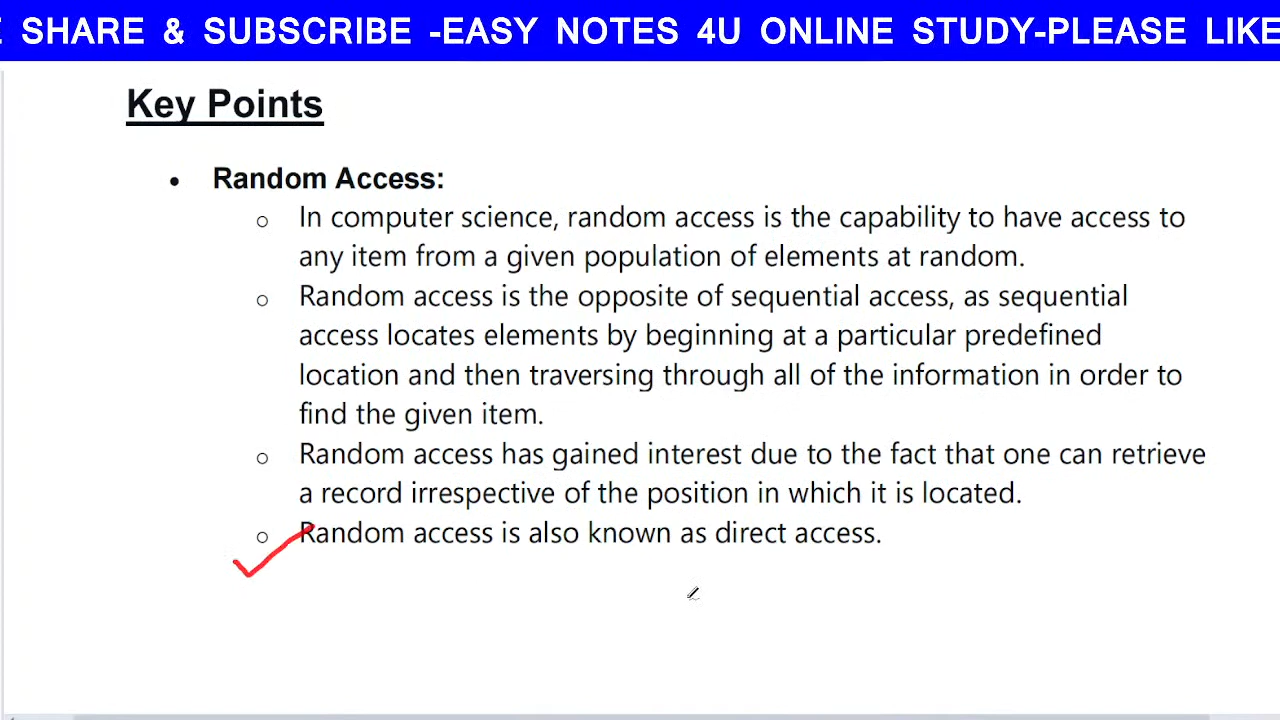 SHARE & SUBSCRIBE -EASY NOTES 4U ONLINE STUDY-PLEASE LIKE
Key Points
• Random Access:
o In computer science, random access is the capability to have access to
any item from a given population of elements at random.
o Random access is the opposite of sequential access, as sequential
access locates elements by beginning at a particular predefined
location and then traversing through all of the information in order to
find the given item.
o Random access has gained interest due to the fact that one can retrieve
a record irrespective of the position in which it is located.
o Random access is also known as direct access.